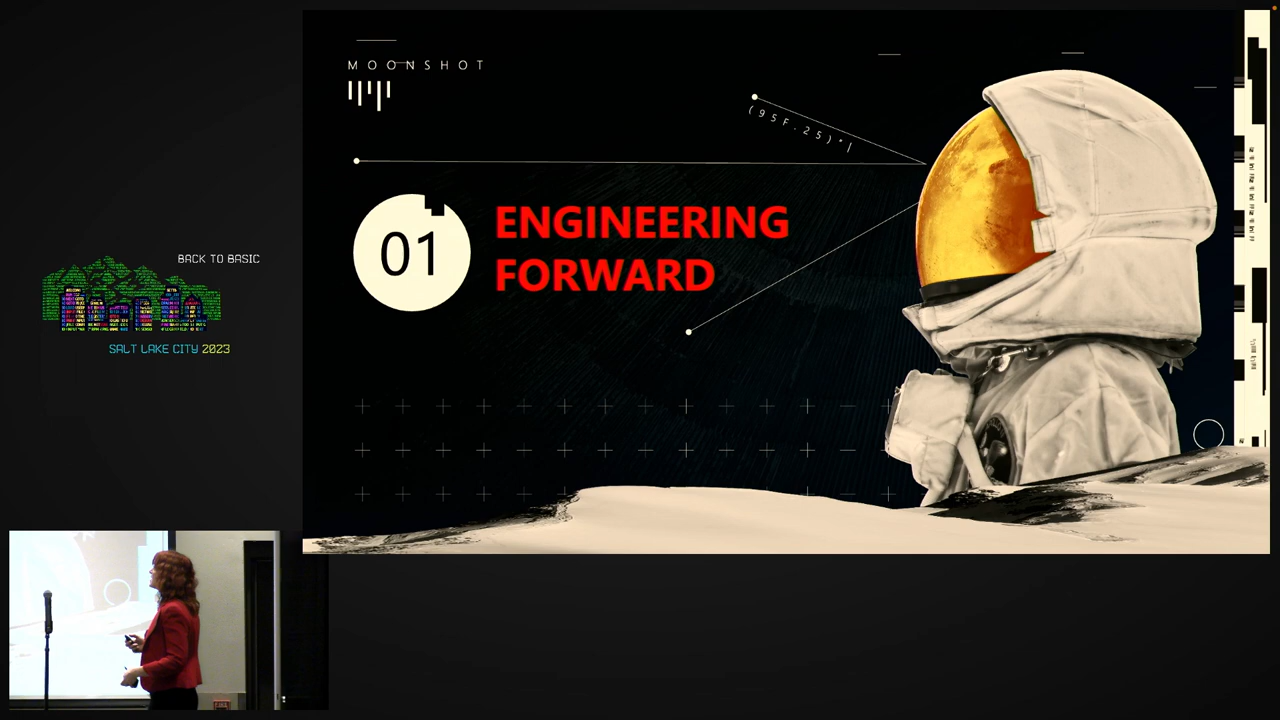 MOONSHOT
(95F.25)*|
01
ENGINEERING
FORWARD
BACK TO BASIC
SALT LAKE CITY 2023